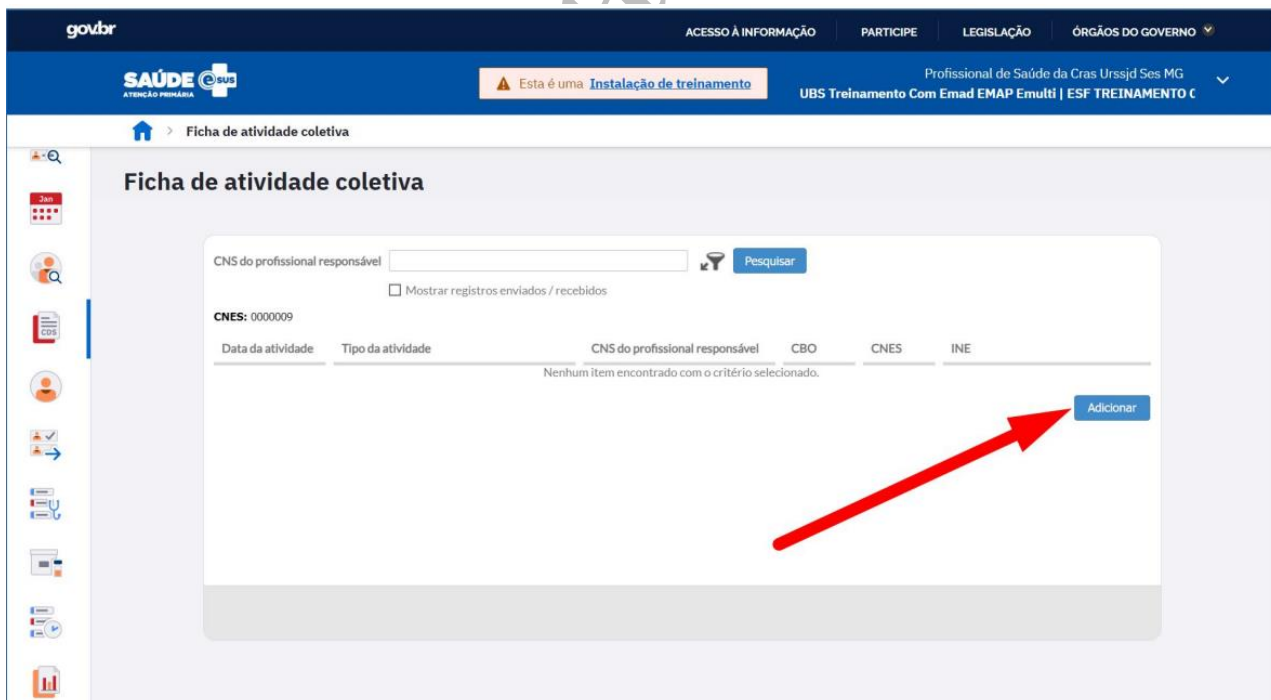 gov.br
ACESSO À INFORMAÇÃO PARTICIPE LEGISLAÇÃO ÓRGÃOS DO GOVERNO
SAÚDE e SUS
ATENÇÃO PRIMÁRIA
Esta é uma Instalação de treinamento
Profissional de Saúde da Cras Urssjd Ses MG
UBS Treinamento Com Emad EMAP Emulti | ESF TREINAMENTO C
Ficha de atividade coletiva
Jan
Ficha de atividade coletiva
CNS do profissional responsável Pesquisar
Mostrar registros enviados / recebidos
CDS
CNES: 0000009
Data da atividade Tipo da atividade CNS do profissional responsável CBO CNES INE
Nenhum item encontrado com o critério selecionado.
Adicionar